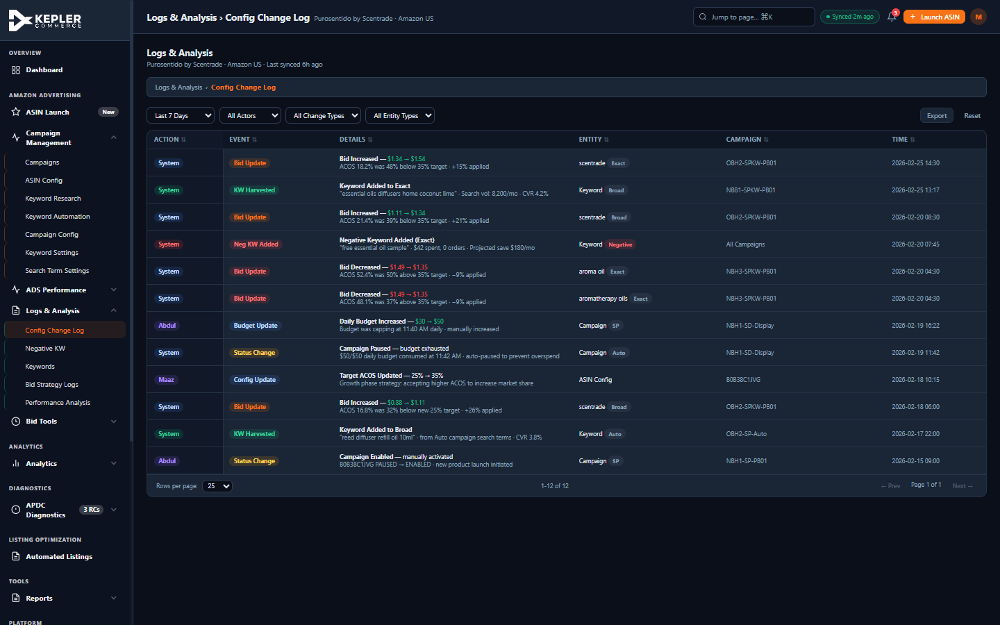 KEPLER
COMMERCE
OVERVIEW
Dashboard
AMAZON ADVERTISING
ASIN Launch New
Campaign
Management
Campaigns
ASIN Config
Keyword Research
Keyword Automation
Campaign Config
Keyword Settings
Search Term Settings
ADS Performance
Logs & Analysis
Config Change Log
Negative KW
Keywords
Bid Strategy Logs
Performance Analysis
Bid Tools
ANALYTICS
Analytics
DIAGNOSTICS
APDC
Diagnostics 3 RCs
LISTING OPTIMIZATION
Automated Listings
TOOLS
Reports
PLATFORM
Logs & Analysis › Config Change Log Purosentido by Scentrade · Amazon US
Jump to page... ⌘K
Synced 2m ago
3
+ Launch ASIN
M
Logs & Analysis
Purosentido by Scentrade · Amazon US · Last synced 6h ago
Logs & Analysis › Config Change Log
Last 7 Days All Actors All Change Types All Entity Types Export Reset
ACTION ⇅ EVENT ⇅ DETAILS ⇅ ENTITY ⇅ CAMPAIGN ⇅ TIME ⇅
System Bid Update Bid Increased — $1.34 → $1.54 scentrade Exact OBH2-SPKW-PB01 2026-02-25 14:30
ACOS 18.2% was 48% below 35% target · +15% applied
System KW Harvested Keyword Added to Exact Keyword Broad NBB1-SPKW-PB01 2026-02-25 13:17
"essential oils diffusers home coconut lime" · Search vol: 8,200/mo · CVR 4.2%
System Bid Update Bid Increased — $1.11 → $1.34 scentrade Broad OBH2-SPKW-PB01 2026-02-20 08:30
ACOS 21.4% was 39% below 35% target · +21% applied
System Neg KW Added Negative Keyword Added (Exact) Keyword Negative All Campaigns 2026-02-20 07:45
"free essential oil sample" · $42 spent, 0 orders · Projected save $180/mo
System Bid Update Bid Decreased — $1.49 → $1.35 aroma oil Exact NBH3-SPKW-PB01 2026-02-20 04:30
ACOS 52.4% was 50% above 35% target · −9% applied
System Bid Update Bid Decreased — $1.49 → $1.35 aromatherapy oils Exact NBH3-SPKW-PB01 2026-02-20 04:30
ACOS 48.1% was 37% above 35% target · −9% applied
Abdul Budget Update Daily Budget Increased — $30 → $50 Campaign SP NBH1-SD-Display 2026-02-19 16:22
Budget was capping at 11:40 AM daily · manually increased
System Status Change Campaign Paused — budget exhausted Campaign Auto NBH1-SD-Display 2026-02-19 11:42
$50/$50 daily budget consumed at 11:42 AM · auto-paused to prevent overspend
Maaz Config Update Target ACOS Updated — 25% → 35% ASIN Config B0B38C1JVG 2026-02-18 10:15
Growth phase strategy: accepting higher ACOS to increase market share
System Bid Update Bid Increased — $0.88 → $1.11 scentrade Broad OBH2-SPKW-PB01 2026-02-18 06:00
ACOS 16.8% was 32% below new 25% target · +26% applied
System KW Harvested Keyword Added to Broad Keyword Auto OBH2-SP-Auto 2026-02-17 22:00
"reed diffuser refill oil 10ml" · from Auto campaign search terms · CVR 3.8%
Abdul Status Change Campaign Enabled — manually activated Campaign SP NBH1-SP-PB01 2026-02-15 09:00
B0B38C1JVG PAUSED → ENABLED · new product launch initiated
Rows per page: 25 1-12 of 12 ← Prev Page 1 of 1 Next →